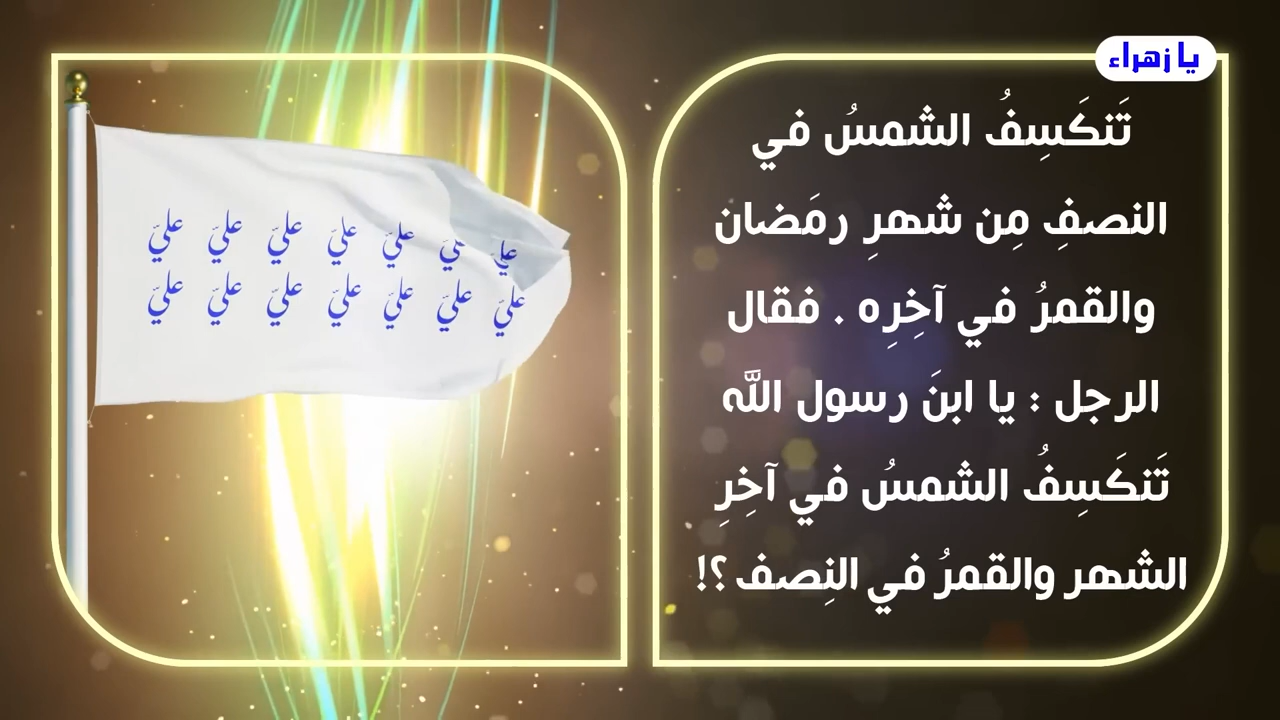 يا زهراء
تَنكَسِفُ الشمسُ في
النصفِ مِن شهرِ رمَضان
والقمرُ في آخِرِه . فقال
الرجل : يا ابنَ رسول اللَّه
تَنكَسِفُ الشمسُ في آخِرِ
الشهر والقمرُ في النِصف ؟!
عليّ عليّ عليّ عليّ عليّ عليّ علي
عليّ عليّ عليّ عليّ عليّ عليّ عليّ